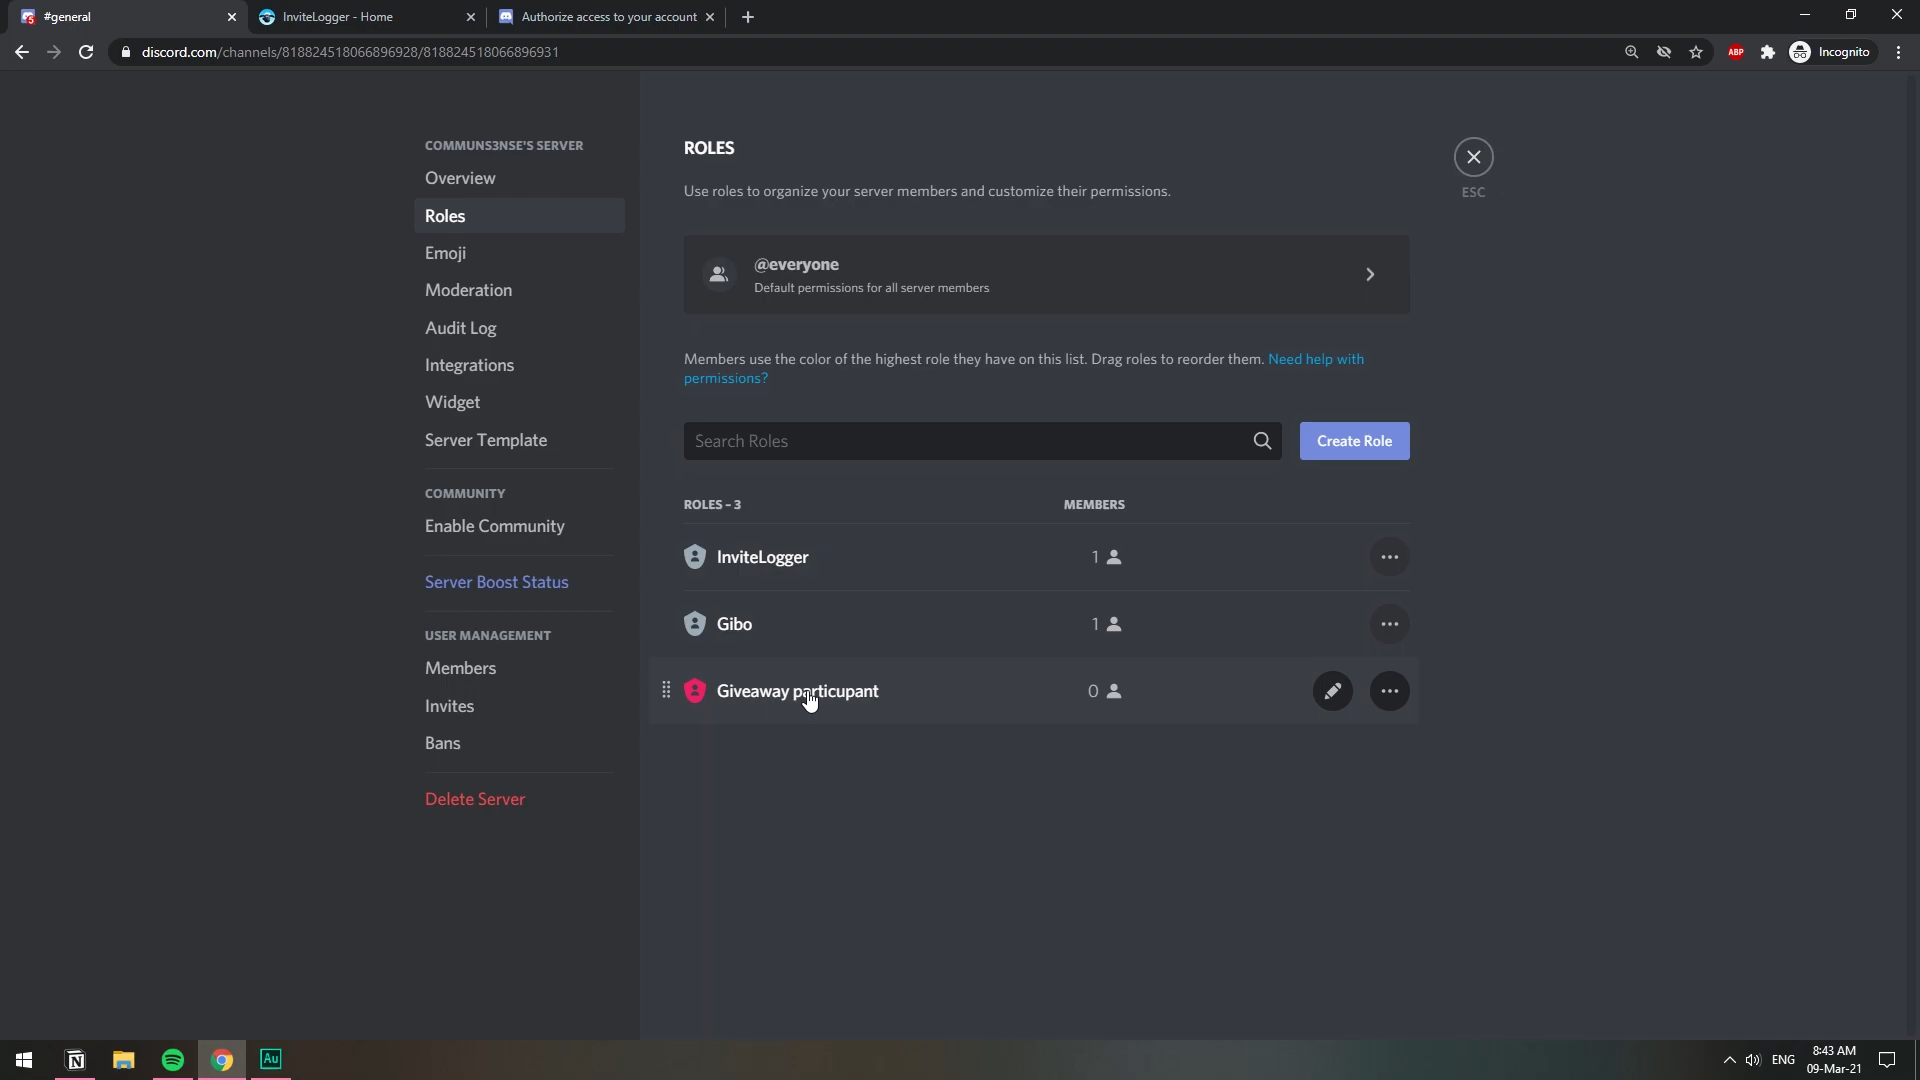 #general
InviteLogger - Home
Authorize access to your account
discord.com/channels/818824518066896928/818824518066896931
ABP
Incognito
COMMUNS3NSE'S SERVER
Overview
Roles
Emoji
Moderation
Audit Log
Integrations
Widget
Server Template
COMMUNITY
Enable Community
Server Boost Status
USER MANAGEMENT
Members
Invites
Bans
Delete Server
ROLES
Use roles to organize your server members and customize their permissions.
ESC
@everyone
Default permissions for all server members
Members use the color of the highest role they have on this list. Drag roles to reorder them. Need help with
permissions?
Search Roles
Create Role
ROLES – 3
MEMBERS
InviteLogger
1
Gibo
1
Giveaway particupant
0
Au
ENG
8:43 AM
09-Mar-21